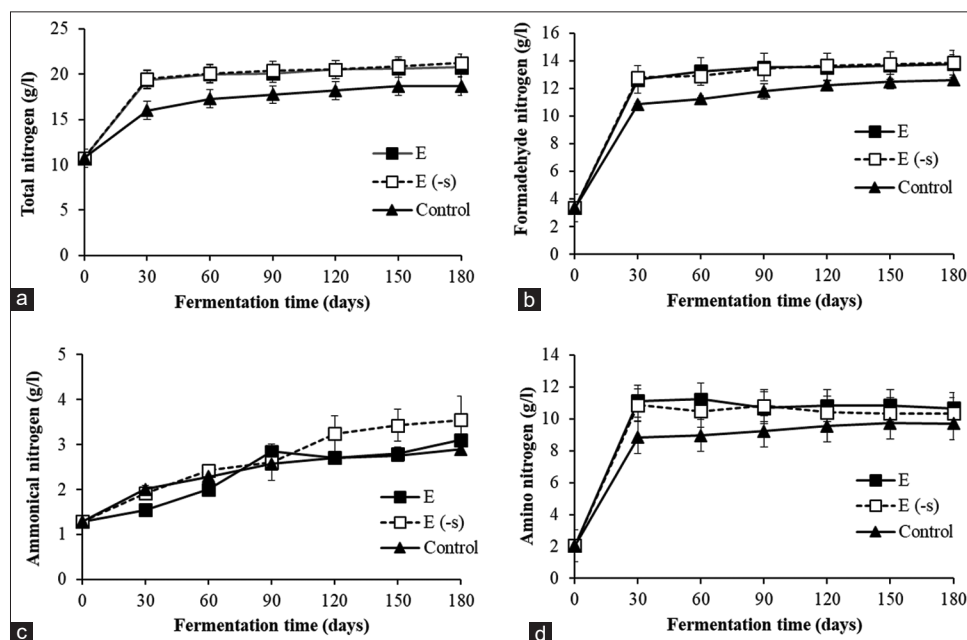 Total nitrogen (g/l)
25
20
15
10
5
0
E
E (-s)
Control
0 30 60 90 120 150 180
Fermentation time (days)
a
Formadehyde nitrogen (g/l)
16
14
12
10
8
6
4
2
0
E
E (-s)
Control
0 30 60 90 120 150 180
Fermentation time (days)
b
Ammonical nitrogen (g/l)
5
4
3
2
1
0
E
E (-s)
Control
0 30 60 90 120 150 180
Fermentation time (days)
c
Amino nitrogen (g/l)
14
12
10
8
6
4
2
0
E
E (-s)
Control
0 30 60 90 120 150 180
Fermentation time (days)
d